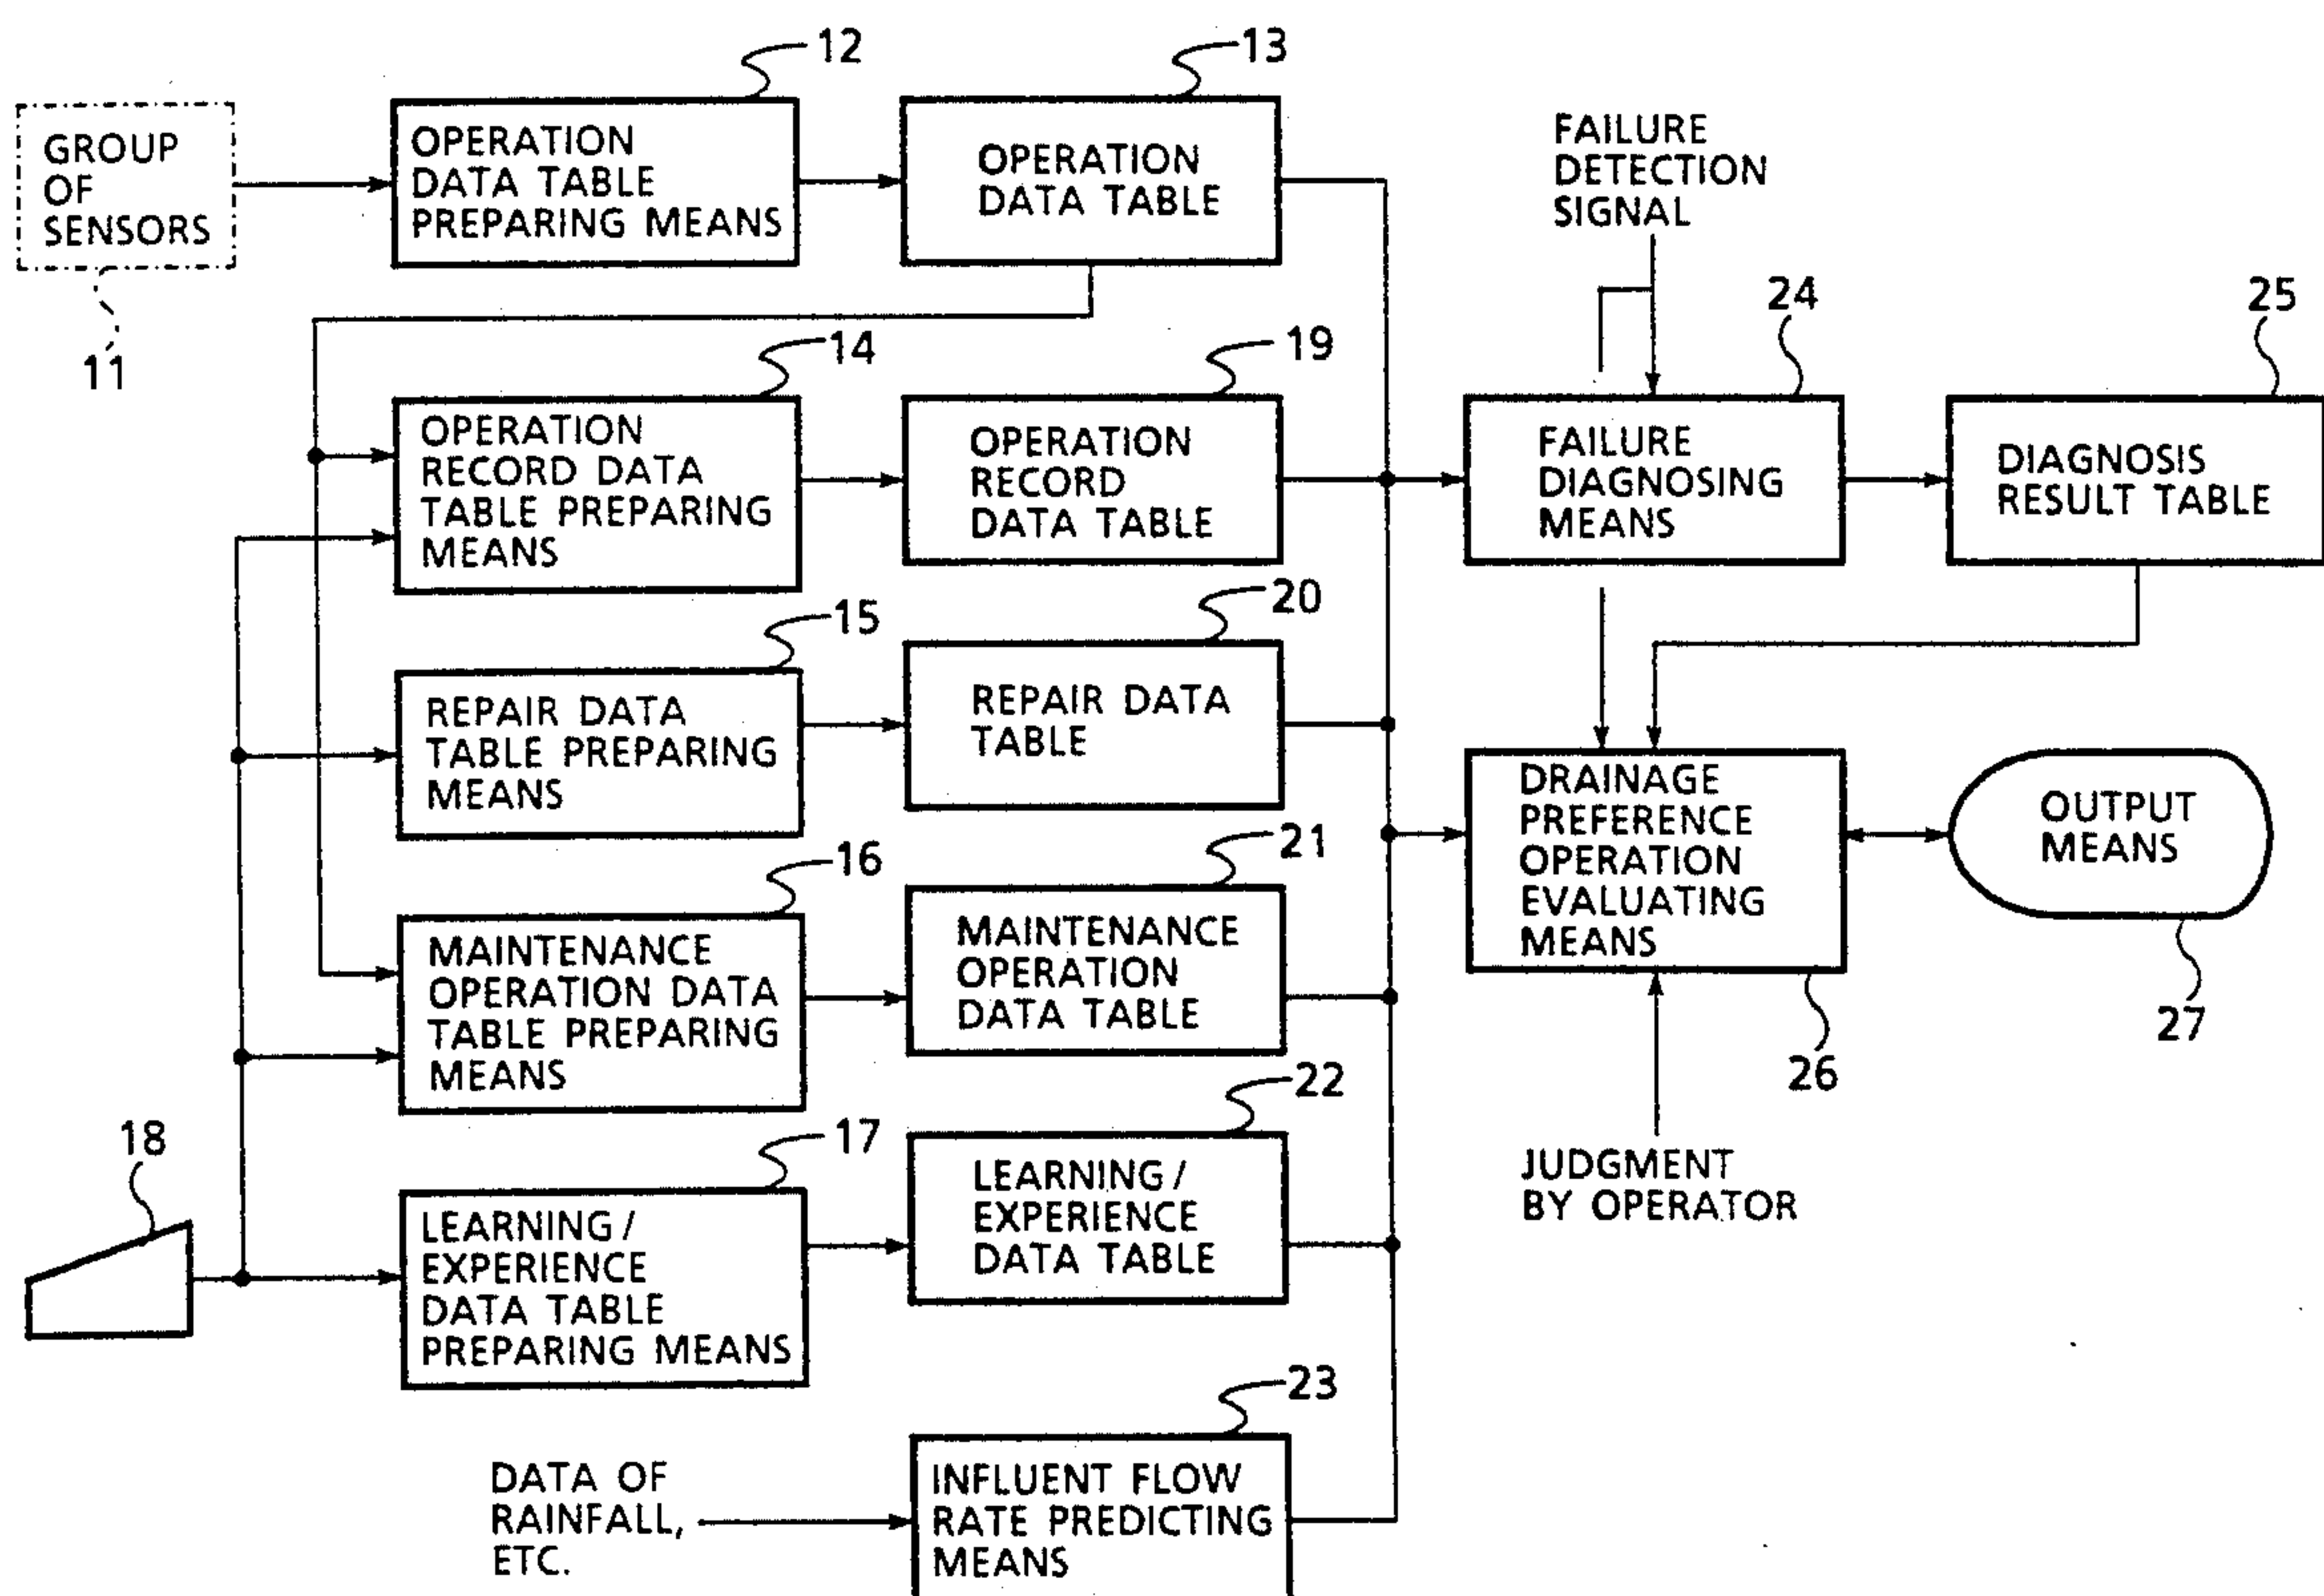 12
13
GROUP
OF
SENSORS
11
OPERATION
DATA TABLE
PREPARING MEANS
OPERATION
DATA TABLE
FAILURE
DETECTION
SIGNAL
14
19
24
25
OPERATION
RECORD DATA
TABLE PREPARING
MEANS
OPERATION
RECORD
DATA TABLE
FAILURE
DIAGNOSING
MEANS
DIAGNOSIS
RESULT TABLE
15
20
REPAIR DATA
TABLE PREPARING
MEANS
REPAIR DATA
TABLE
16
21
DRAINAGE
PREFERENCE
OPERATION
EVALUATING
MEANS
OUTPUT
MEANS
MAINTENANCE
OPERATION DATA
TABLE PREPARING
MEANS
MAINTENANCE
OPERATION
DATA TABLE
26
27
18
17
22
LEARNING/
EXPERIENCE
DATA TABLE
PREPARING MEANS
LEARNING/
EXPERIENCE
DATA TABLE
JUDGMENT
BY OPERATOR
23
DATA OF
RAINFALL,
ETC.
INFLUENT FLOW
RATE PREDICTING
MEANS